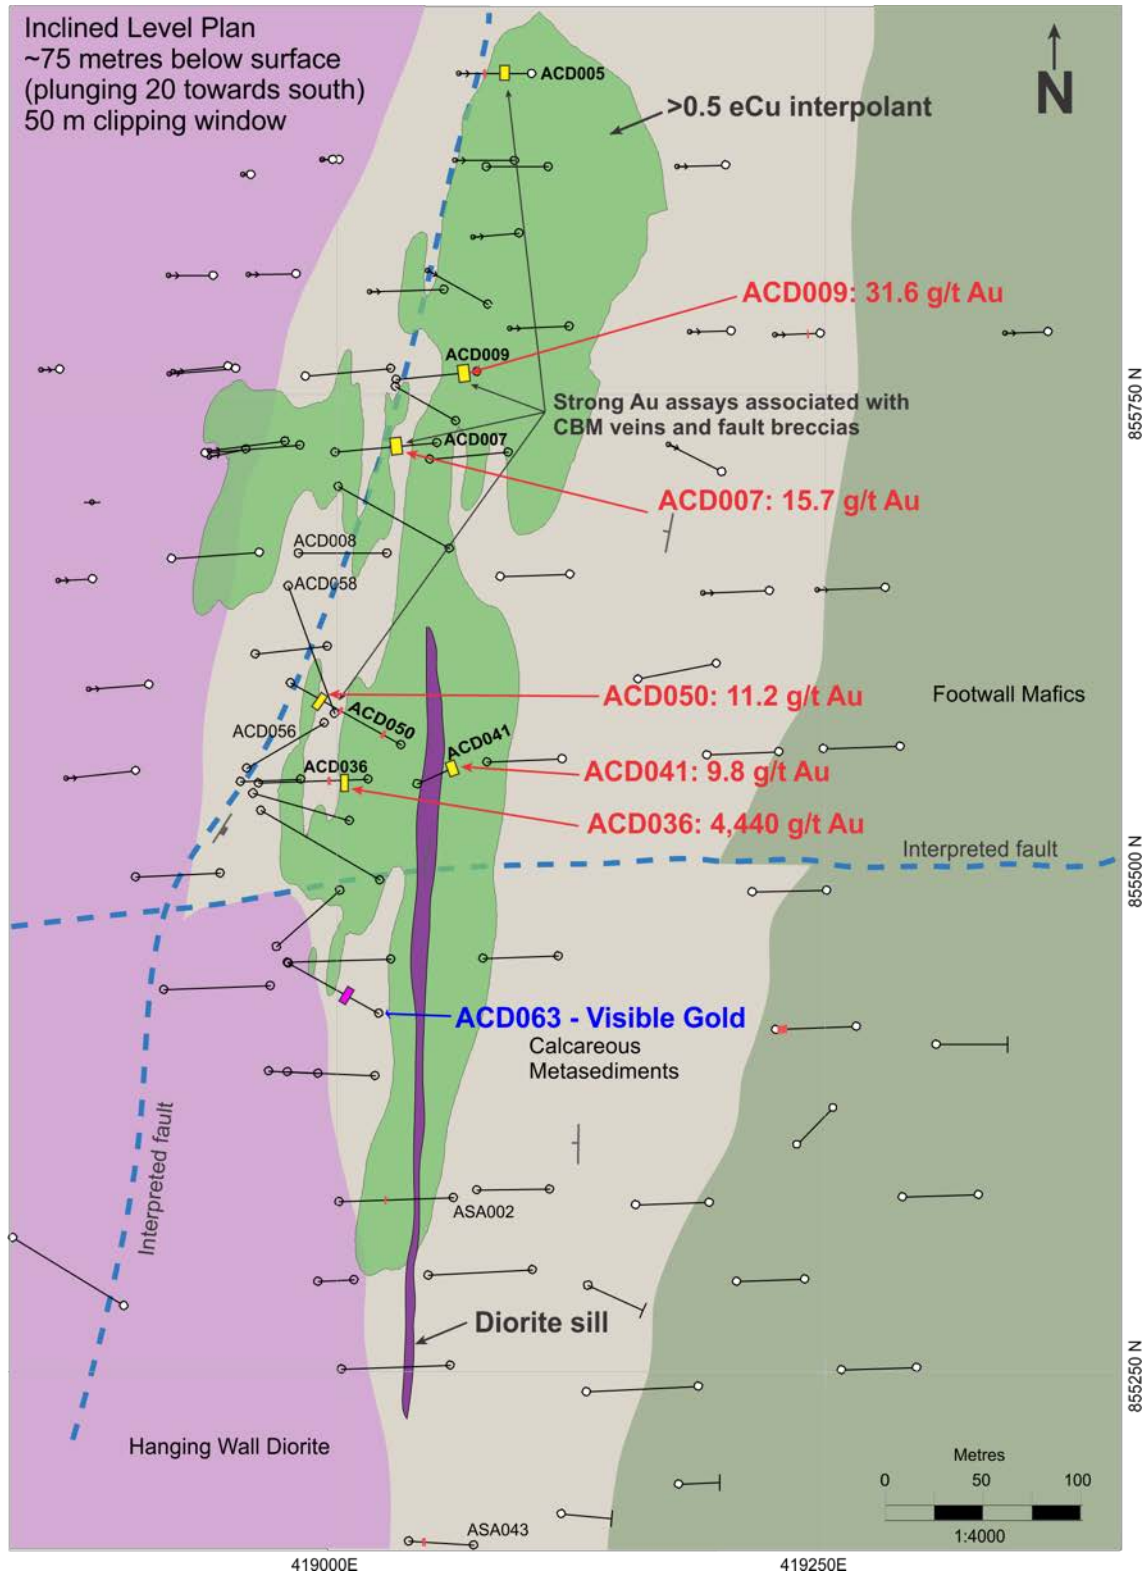 Inclined Level Plan
~75 metres below surface
(plunging 20 towards south)
50 m clipping window
N
ACD005
>0.5 eCu interpolant
ACD009: 31.6 g/t Au
ACD009
Strong Au assays associated with
CBM veins and fault breccias
855750 N
ACD007
ACD007: 15.7 g/t Au
ACD008
ACD058
ACD050: 11.2 g/t Au
Footwall Mafics
ACD050
ACD056
ACD041
ACD036
ACD041: 9.8 g/t Au
ACD036: 4,440 g/t Au
Interpreted fault
855500 N
ACD063 - Visible Gold
Calcareous
Metasediments
Interpreted fault
ASA002
Diorite sill
855250 N
Hanging Wall Diorite
Metres
0 50 100
1:4000
ASA043
419000E 419250E